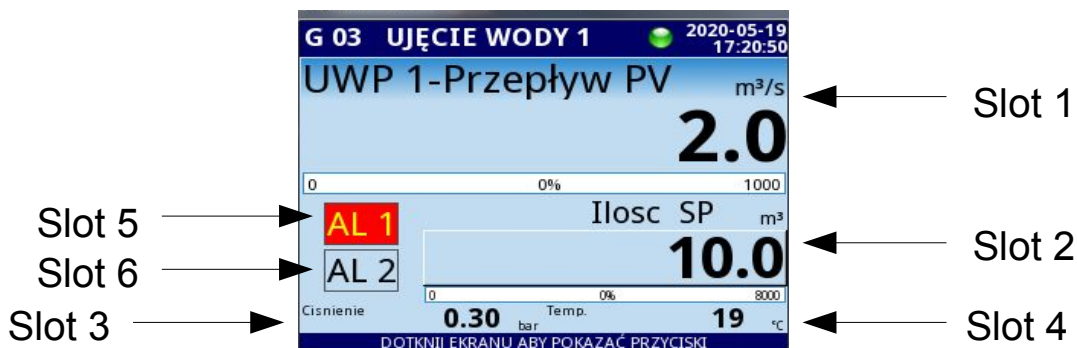 G 03 UJĘCIE WODY 1 2020-05-19
17:20:50
UWP 1-Przepływ PV m³/s
Slot 1
2.0
0 0% 1000
Slot 5 AL 1 Ilosc SP m³
Slot 6 AL 2 10.0 Slot 2
0 0% 8000
Slot 3 Cisnienie 0.30 bar Temp. 19 °C Slot 4
DOTKNIJ EKRANU ABY POKAZAĆ PRZYCISKI